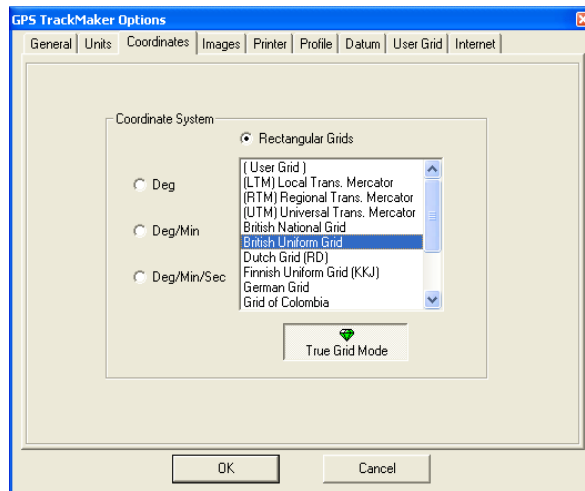 GPS TrackMaker Options
General Units Coordinates Images Printer Profile Datum User Grid Internet
Coordinate System
Rectangular Grids
Deg
Deg/Min
Deg/Min/Sec
( User Grid )
(LTM) Local Trans. Mercator
(RTM) Regional Trans. Mercator
(UTM) Universal Trans. Mercator
British National Grid
British Uniform Grid
Dutch Grid (RD)
Finnish Uniform Grid (KKJ)
German Grid
Grid of Colombia
True Grid Mode
OK Cancel